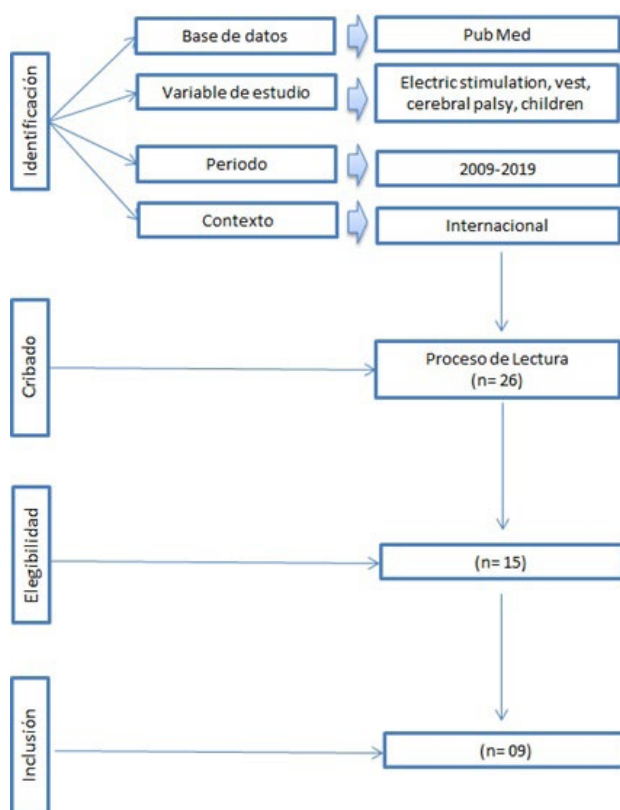 Identificación
Base de datos
Pub Med
Variable de estudio
Electric stimulation, vest,
cerebral palsy, children
Periodo
2009-2019
Contexto
Internacional
Cribado
Proceso de Lectura
(n= 26)
Elegibilidad
(n= 15)
Inclusión
(n= 09)